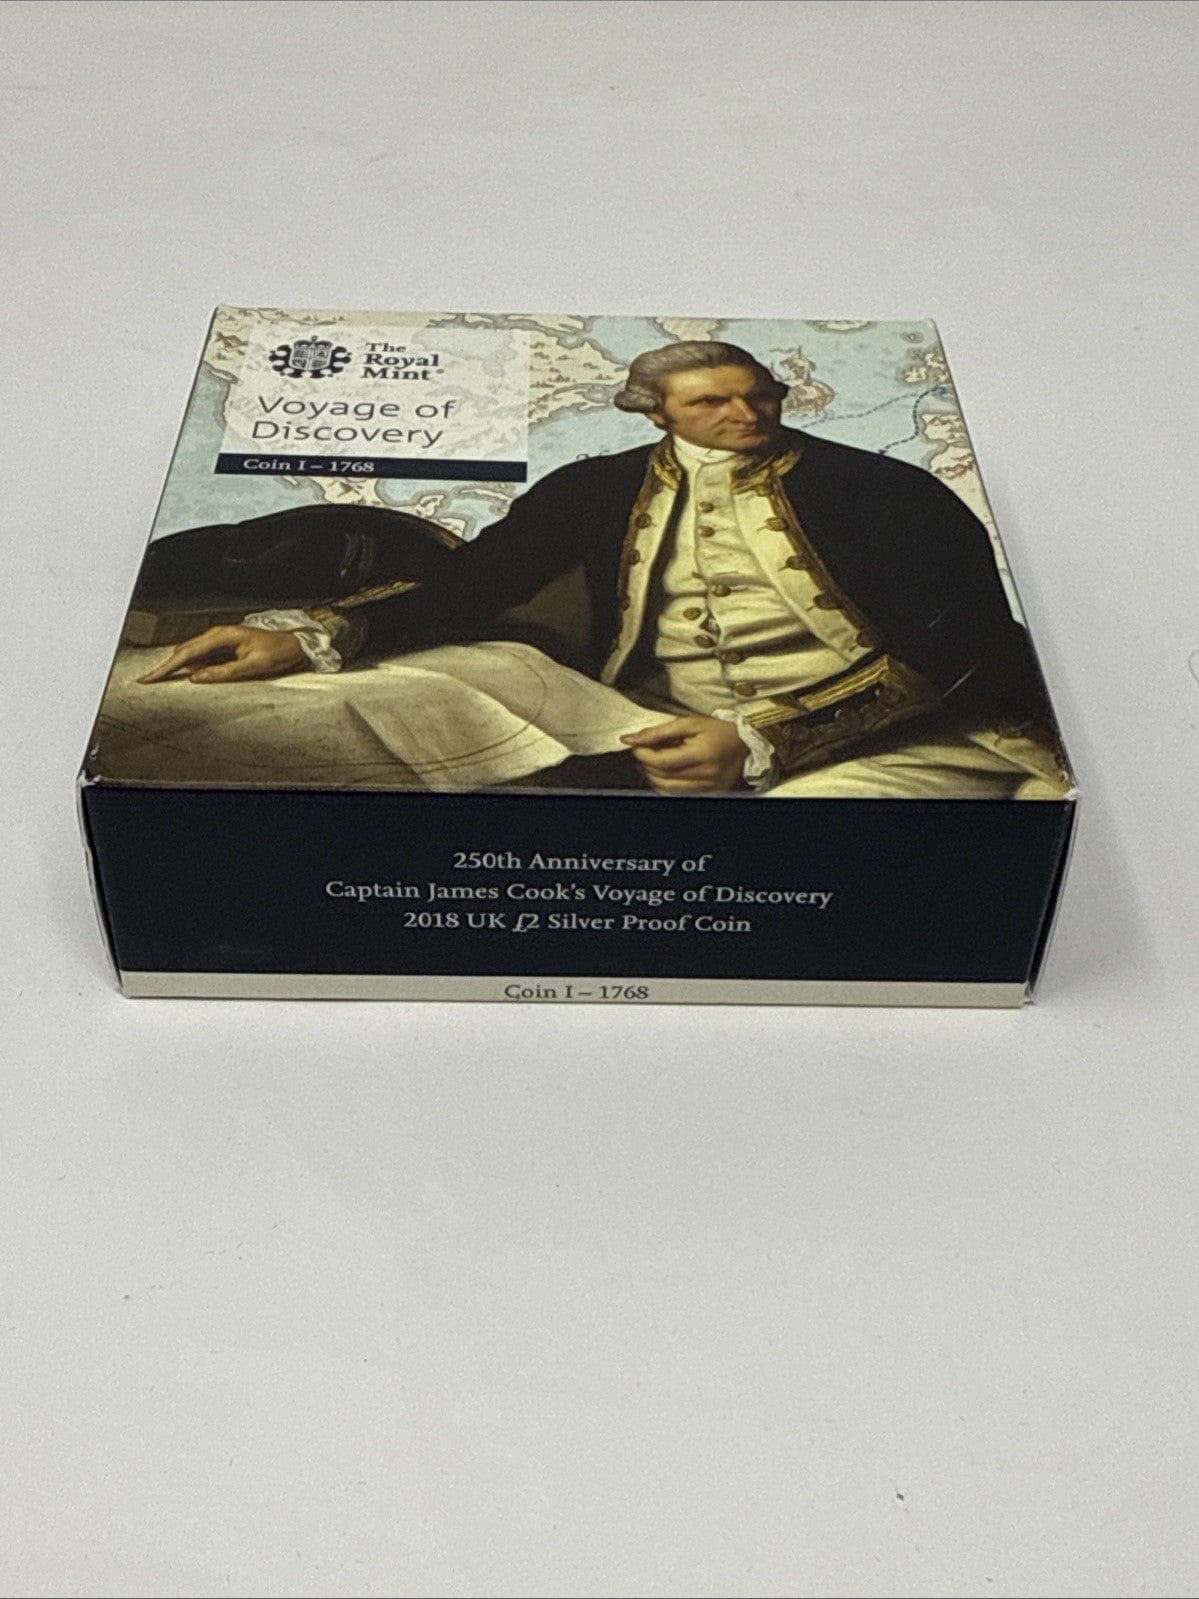 The
Royal
Mint®
Voyage of
Discovery
Coin I – 1768
250th Anniversary of
Captain James Cook's Voyage of Discovery
2018 UK £2 Silver Proof Coin
Coin I – 1768